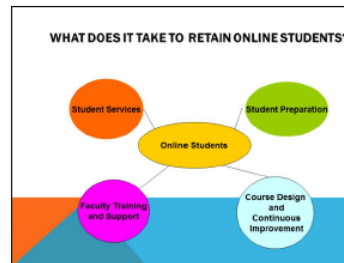 WHAT DOES IT TAKE TO RETAIN ONLINE STUDENTS?
Student Services
Student Preparation
Online Students
Faculty Training
and Support
Course Design
and
Continuous
Improvement